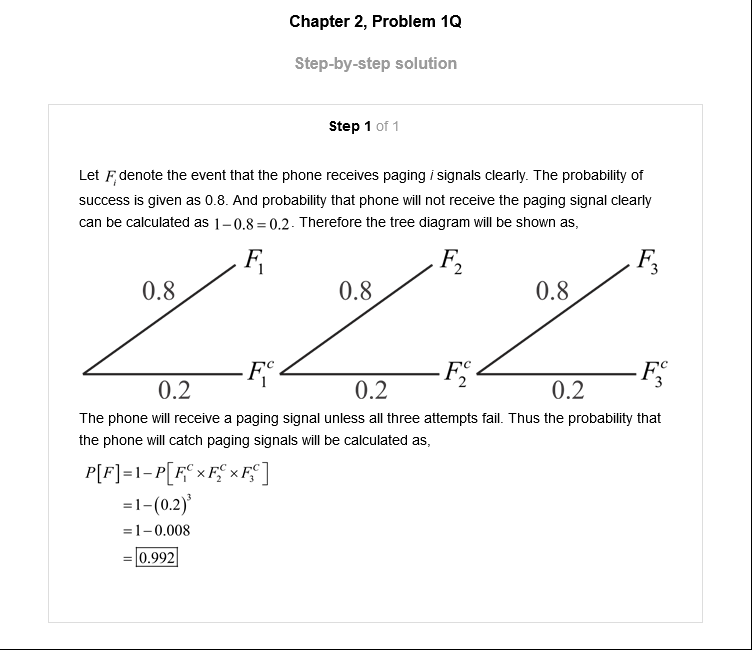 Chapter 2, Problem 1Q
Step-by-step solution
Step 1 of 1
Let F_i denote the event that the phone receives paging i signals clearly. The probability of
success is given as 0.8. And probability that phone will not receive the paging signal clearly
can be calculated as 1−0.8=0.2. Therefore the tree diagram will be shown as,
F_1 F_2 F_3
0.8 0.8 0.8
F_1^c F_2^c F_3^c
0.2 0.2 0.2
The phone will receive a paging signal unless all three attempts fail. Thus the probability that
the phone will catch paging signals will be calculated as,
P[F]=1−P[F_1^C×F_2^C×F_3^C]
=1−(0.2)^3
=1−0.008
=0.992